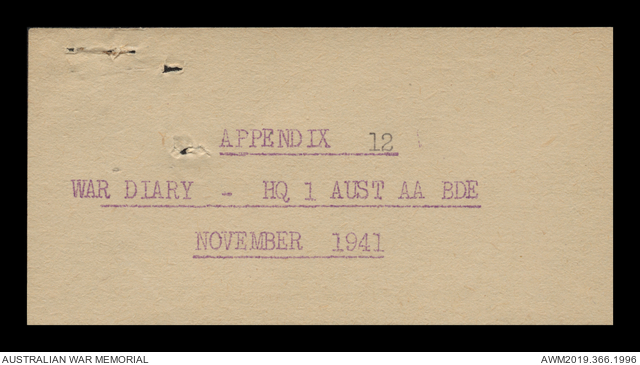 APPENDIX 12
WAR DIARY - HQ 1 AUST AA BDE
NOVEMBER 1941
AUSTRALIAN WAR MEMORIAL
AWM2019.366.1996